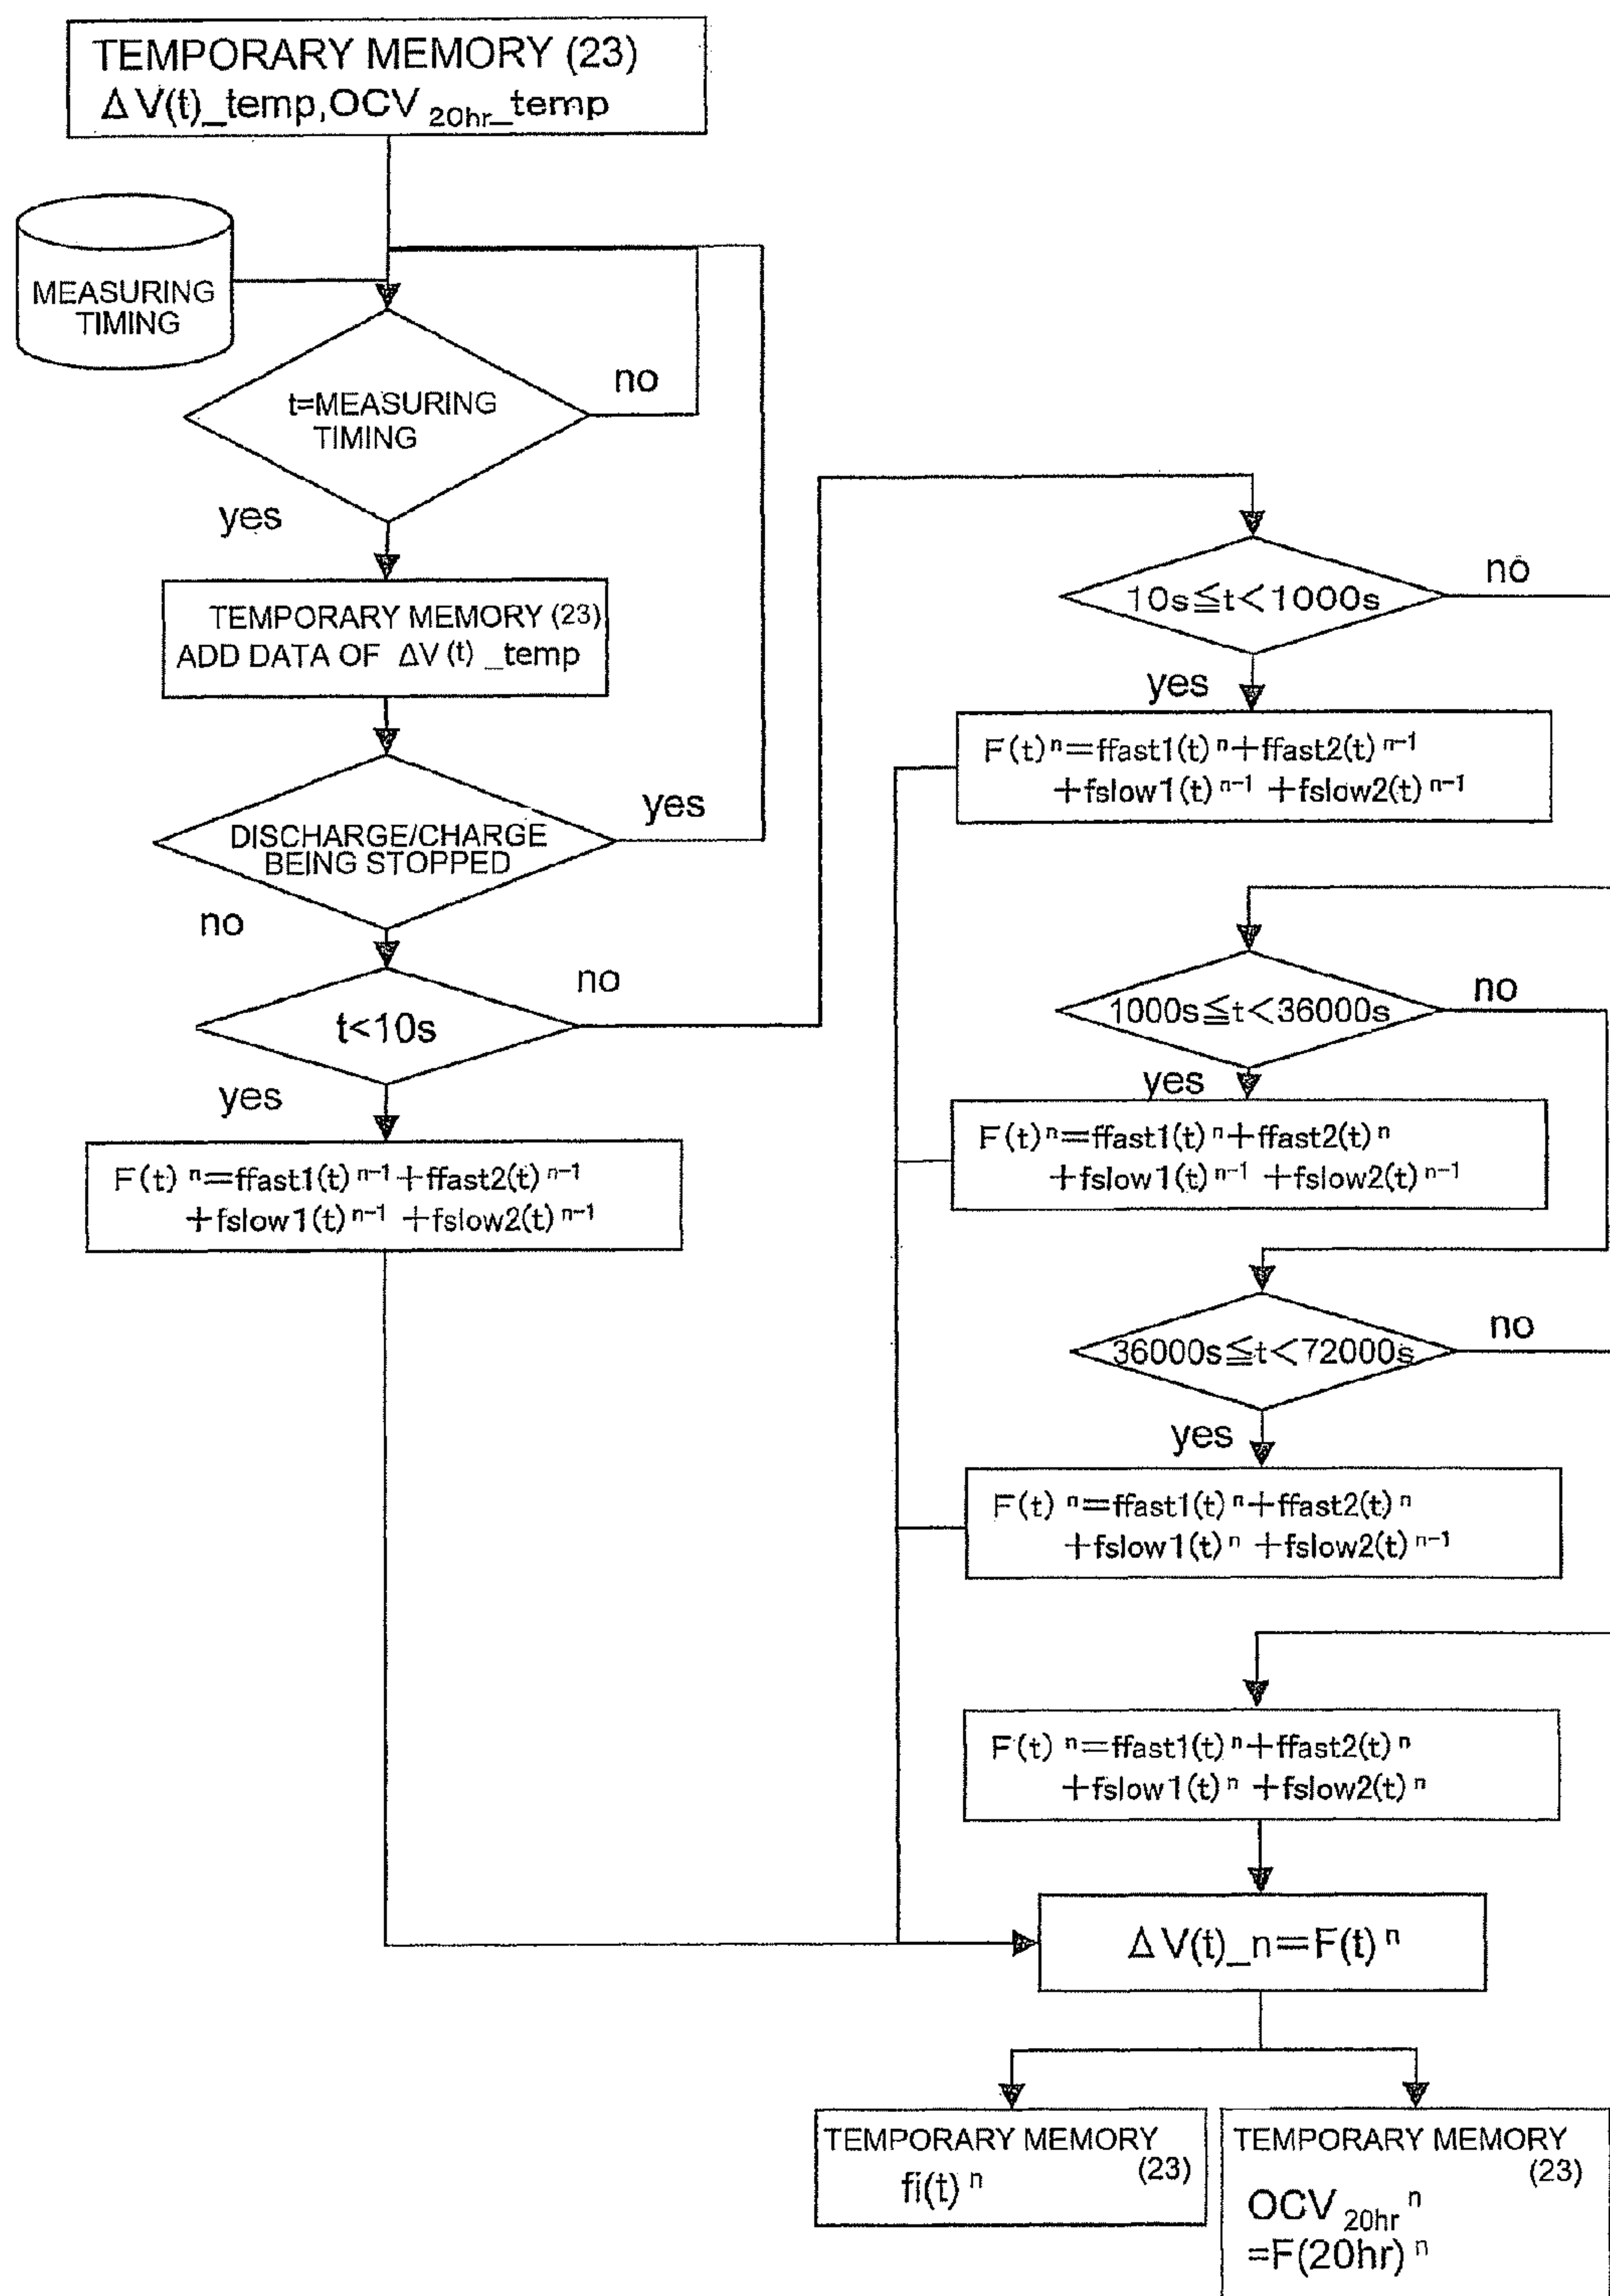 TEMPORARY MEMORY (23)
ΔV(t)_temp,OCV 20hr_temp
MEASURING
TIMING
t=MEASURING
TIMING
no
yes
TEMPORARY MEMORY (23)
ADD DATA OF ΔV(t)_temp
DISCHARGE/CHARGE
BEING STOPPED
yes
no
t<10s
no
yes
F(t) n=ffast1(t) n-1+ffast2(t) n-1
+fslow1(t) n-1 +fslow2(t) n-1
10s≦t<1000s
no
yes
F(t) n=ffast1(t) n+ffast2(t) n-1
+fslow1(t) n-1 +fslow2(t) n-1
1000s≦t<36000s
no
yes
F(t) n=ffast1(t) n+ffast2(t) n
+fslow1(t) n-1 +fslow2(t) n-1
36000s≦t<72000s
no
yes
F(t) n=ffast1(t) n+ffast2(t) n
+fslow1(t) n +fslow2(t) n-1
F(t) n=ffast1(t) n+ffast2(t) n
+fslow1(t) n +fslow2(t) n
ΔV(t)_n=F(t) n
TEMPORARY MEMORY
(23)
fi(t) n
TEMPORARY MEMORY
(23)
OCV 20hr n
=F(20hr) n